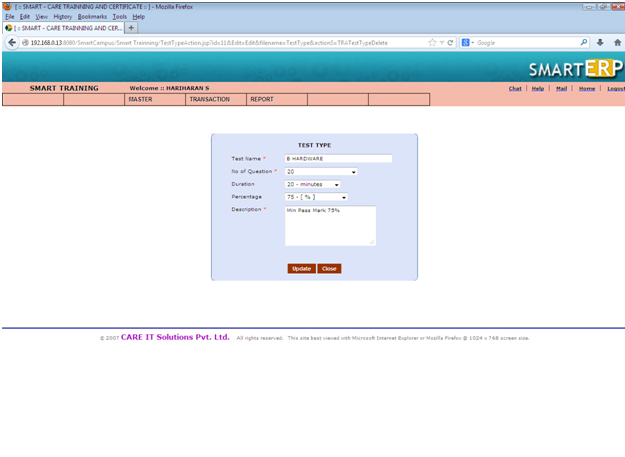 [ :: SMART - CARE TRAINNING AND CERTIFICATE :: ] - Mozilla Firefox
File Edit View History Bookmarks Tools Help
[ :: SMART - CARE TRAINNING AND CER...
192.168.0.13:8080/SmartCampus/Smart Trainning/TestTypeAction.jsp?idx=11&Edit=Edit&filename=TestType&actionS=TRATestTypeDelete
Google
SMARTERP
SMART TRAINING Welcome :: HARIHARAN S Chat | Help | Mail | Home | Logout
MASTER TRANSACTION REPORT
TEST TYPE
Test Name * B HARDWARE
No of Question * 20
Duration 20 - minutes
Percentage 75 - [ % ]
Description * Min Pass Mark 75%
Update Close
© 2007 CARE IT Solutions Pvt. Ltd. All rights reserved. This site best viewed with Microsoft Internet Explorer or Mozilla Firefox @ 1024 x 768 screen size.